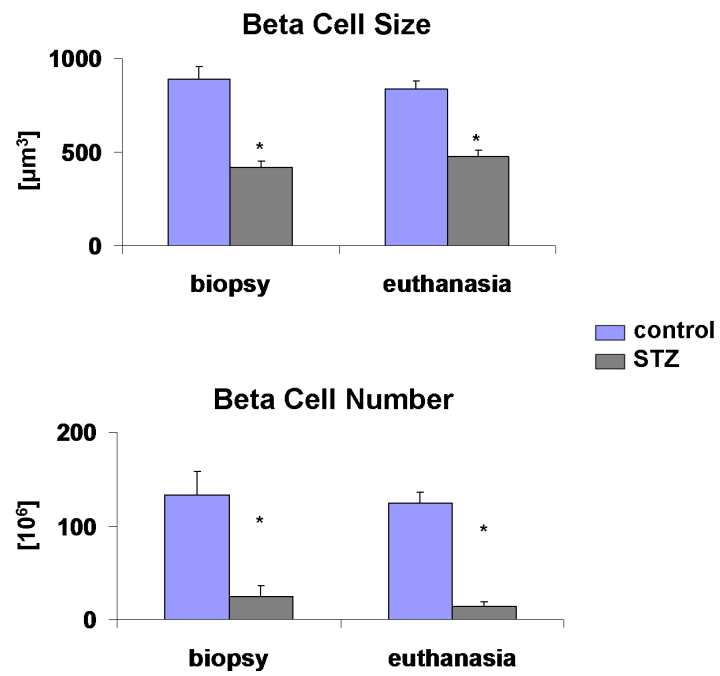 Beta Cell Size
1000
500
0
[µm³]
*
*
biopsy euthanasia
control
STZ
Beta Cell Number
200
100
0
[10⁶]
*
*
biopsy euthanasia